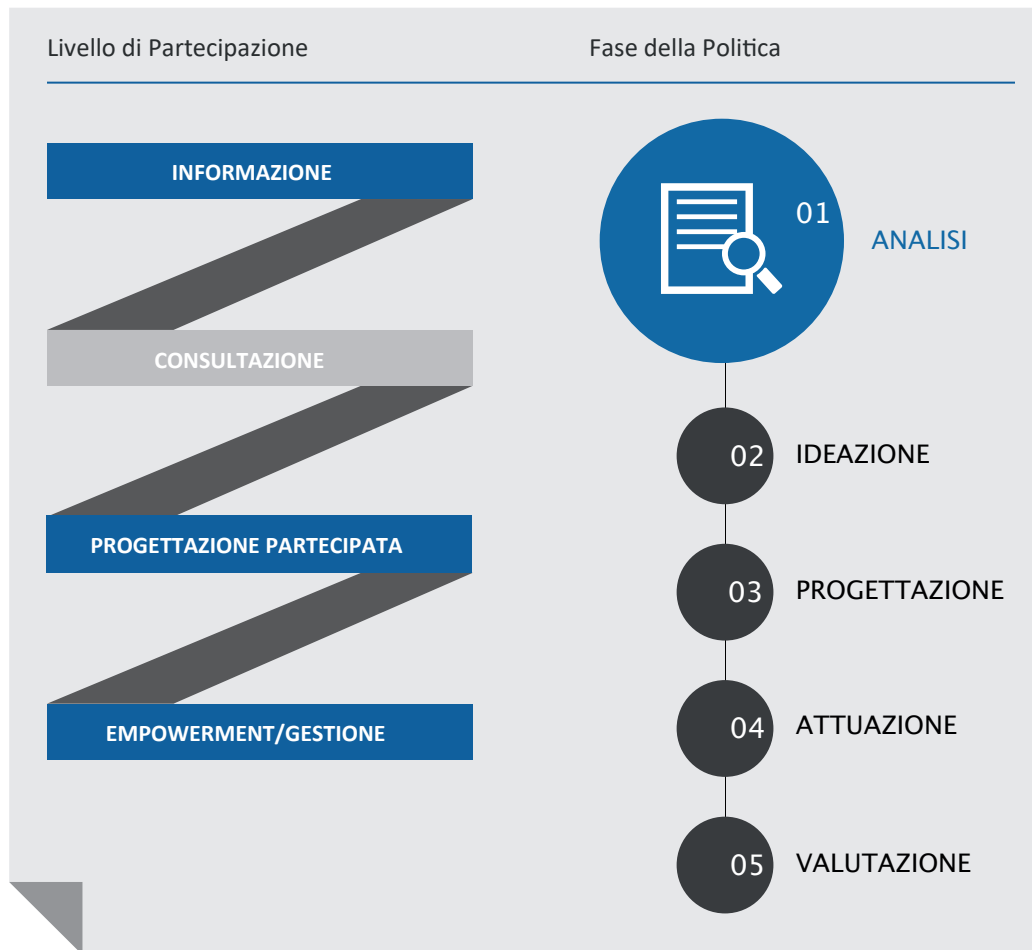 Livello di Partecipazione
Fase della Politica
INFORMAZIONE
CONSULTAZIONE
PROGETTAZIONE PARTECIPATA
EMPOWERMENT/GESTIONE
01
ANALISI
02
IDEAZIONE
03
PROGETTAZIONE
04
ATTUAZIONE
05
VALUTAZIONE